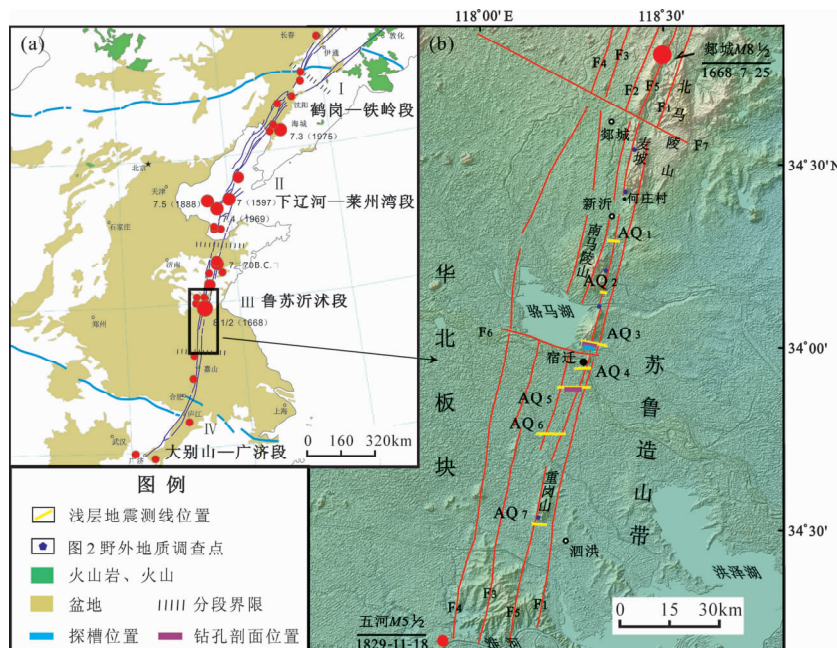 (a)
长春
伊通
敦化
I
鹤岗—铁岭段
沈阳
海城
7.3（1975）
北京
II
天津
7.5（1888）
7（1597）
下辽河—莱州湾段
7.4（1969）
石家庄
7—70B.C.
济南
III 鲁苏沂沭段
8.1/2（1668）
郑州
嘉山
合肥
上海
庐江
武汉
IV
大别山—广济段
广济
0 160 320km
图 例
浅层地震测线位置
图2野外地质调查点
火山岩、火山
盆地
分段界限
探槽位置
钻孔剖面位置
118°00′E
118°30′
(b)
F4
F3
F2
F5
F1
郯城M8½
1668-7-25
北马陵山
郯城
麦坡
F7
34°30′N
何庄村
新沂
AQ1
南马陵山
AQ2
骆马湖
华北板块
F6
AQ3
宿迁
34°00′
AQ4
AQ5
AQ6
苏鲁造山带
重岗山
AQ7
泗洪
34°30′
洪泽湖
F4
F3
F5
F1
五河M5½
1829-11-18
淮河
0 15 30km